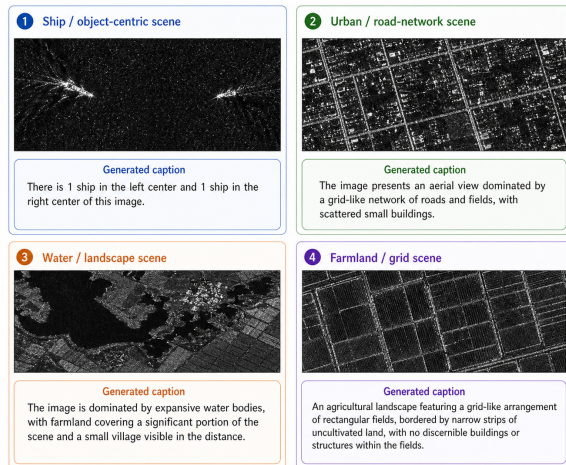 1 Ship / object-centric scene
Generated caption
There is 1 ship in the left center and 1 ship in the
right center of this image.
2 Urban / road-network scene
Generated caption
The image presents an aerial view dominated by
a grid-like network of roads and fields, with
scattered small buildings.
3 Water / landscape scene
Generated caption
The image is dominated by expansive water bodies,
with farmland covering a significant portion of the
scene and a small village visible in the distance.
4 Farmland / grid scene
Generated caption
An agricultural landscape featuring a grid-like arrangement
of rectangular fields, bordered by narrow strips of
uncultivated land, with no discernible buildings or
structures within the fields.